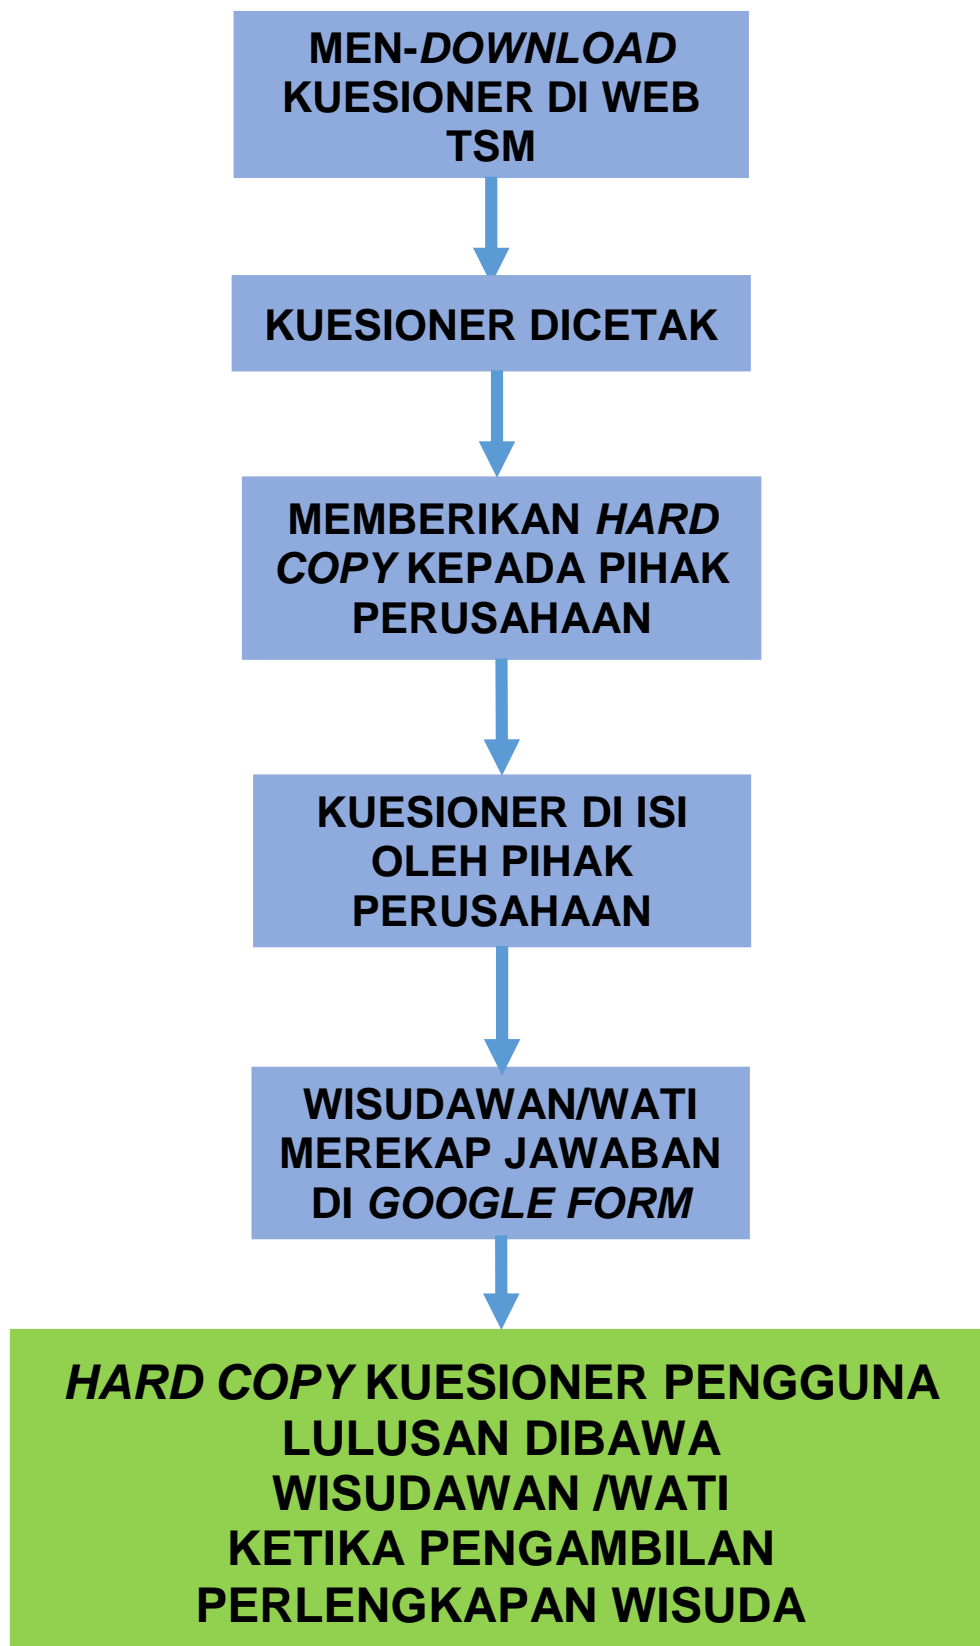 MEN-DOWNLOAD
KUESIONER DI WEB
TSM
KUESIONER DICETAK
MEMBERIKAN HARD
COPY KEPADA PIHAK
PERUSAHAAN
KUESIONER DI ISI
OLEH PIHAK
PERUSAHAAN
WISUDAWAN/WATI
MEREKAP JAWABAN
DI GOOGLE FORM
HARD COPY KUESIONER PENGGUNA
LULUSAN DIBAWA
WISUDAWAN /WATI
KETIKA PENGAMBILAN
PERLENGKAPAN WISUDA